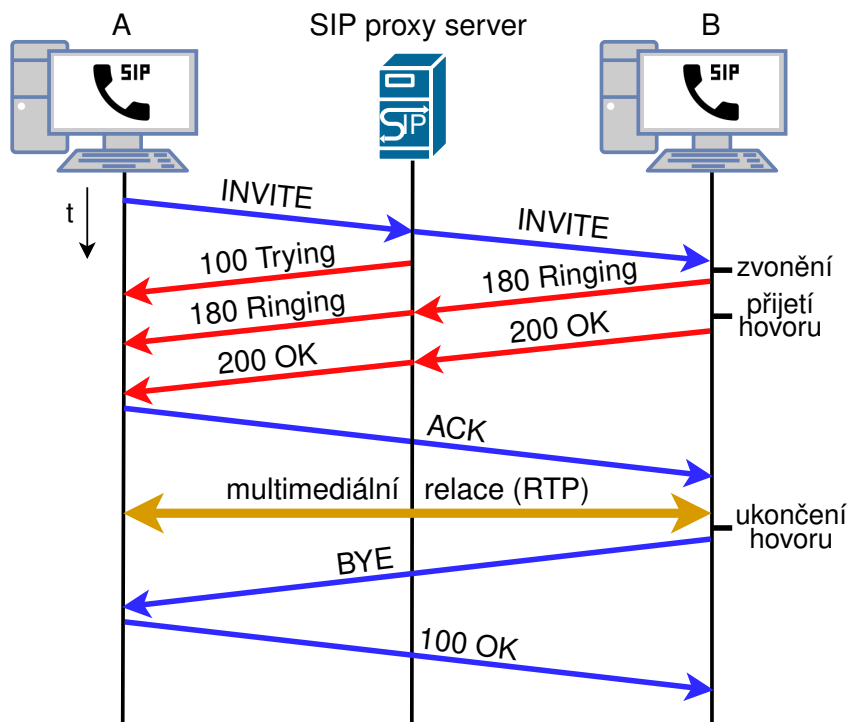 A
SIP proxy server
B
SIP
SIP
SIP
t
INVITE
INVITE
100 Trying
180 Ringing
zvonění
180 Ringing
přijetí
hovoru
200 OK
200 OK
ACK
multimediální relace (RTP)
ukončení
hovoru
BYE
100 OK